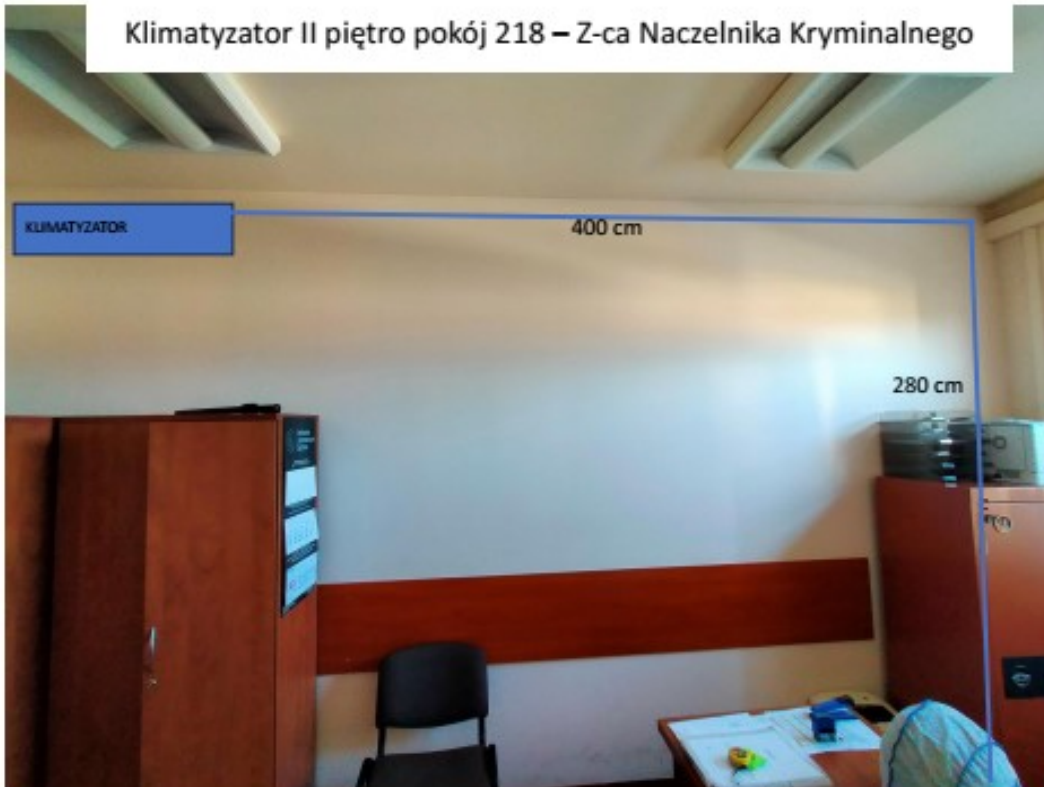 Klimatyzator II piętro pokój 218 – Z-ca Naczelnika Kryminalnego
KLIMATYZATOR
400 cm
280 cm